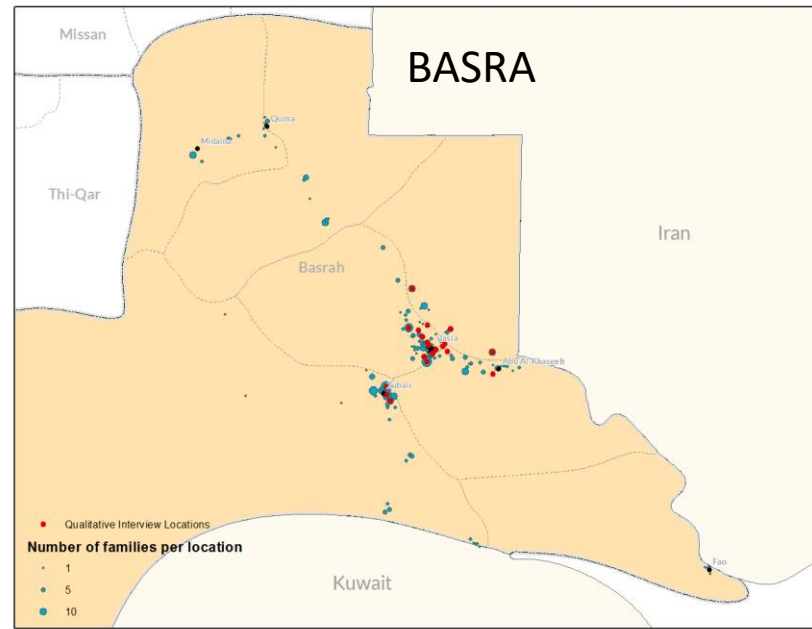 Missan
BASRA
Qurna
Midaina
Thi-Qar
Iran
Basrah
Basra
Abu Al-Khaseeb
Qualitative Interview Locations
Number of families per location
1
5
10
Fao
Kuwait